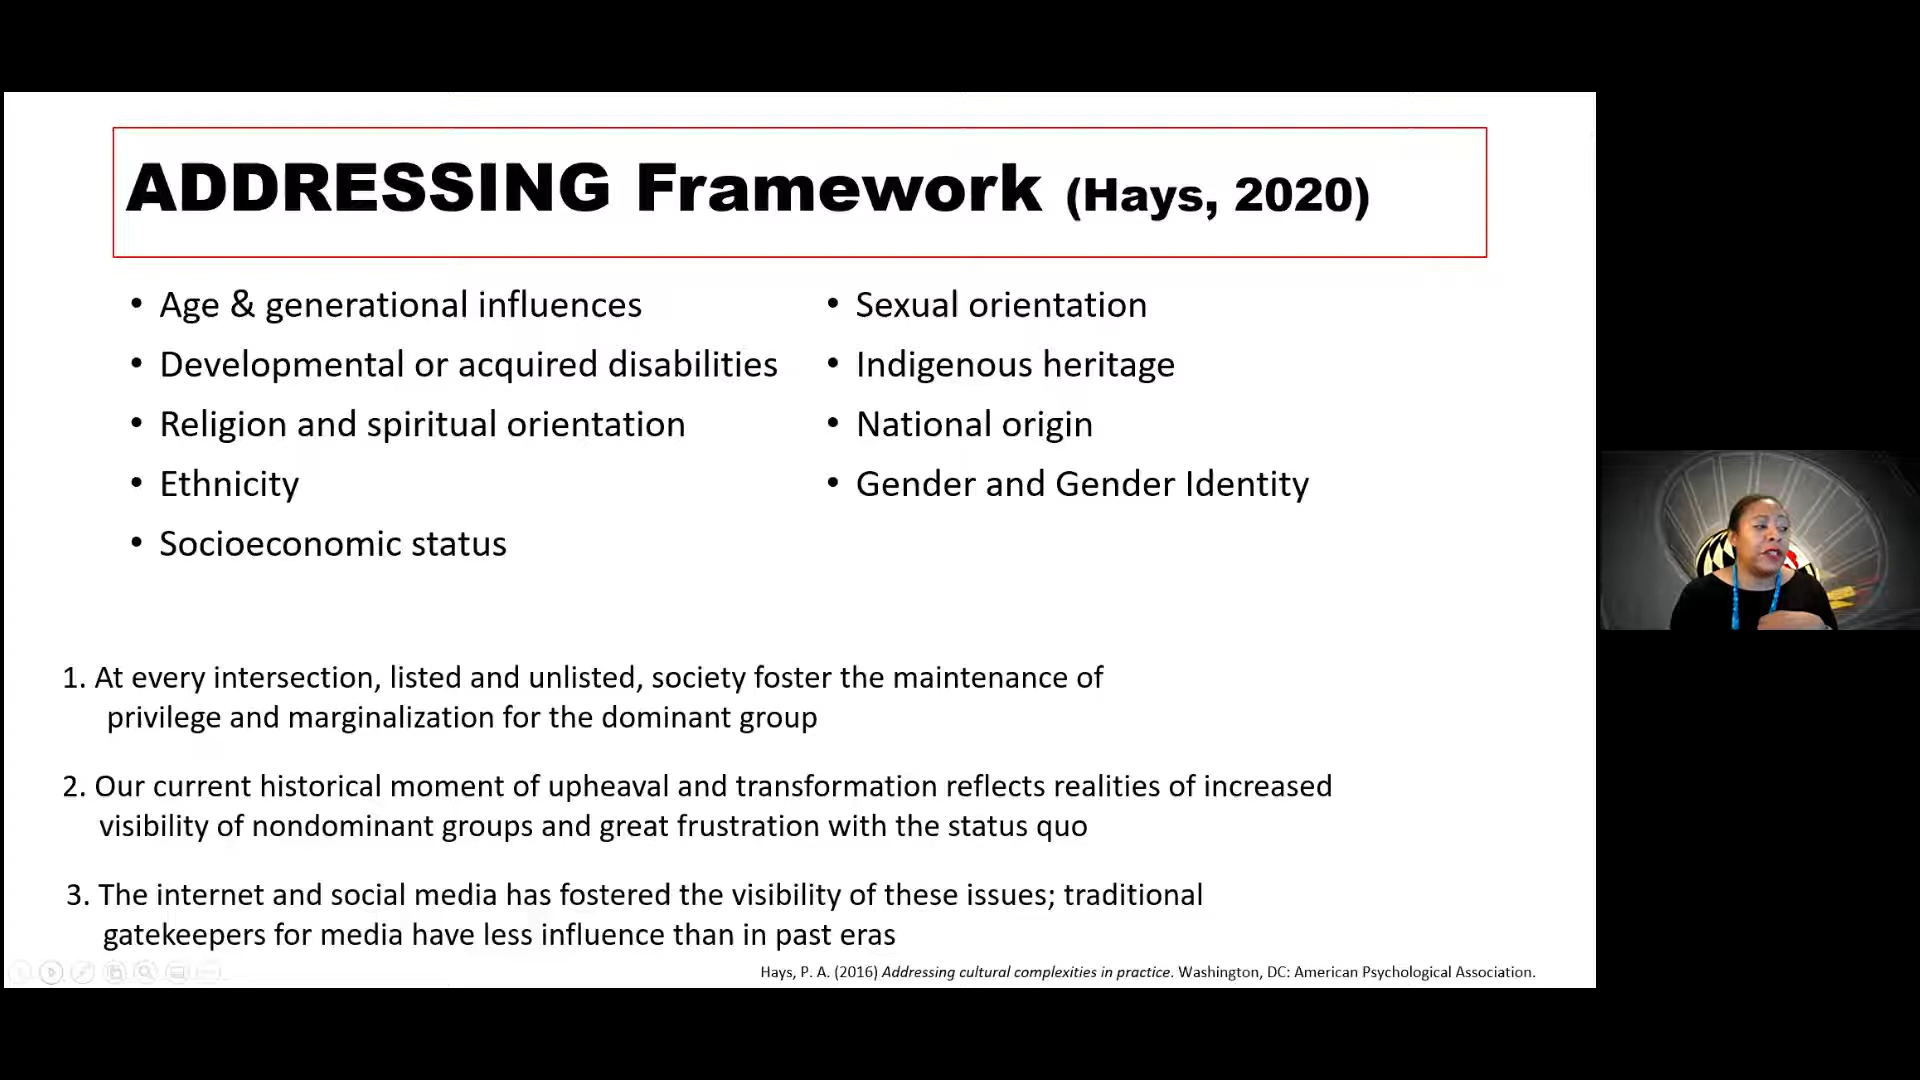 ADDRESSING Framework (Hays, 2020)
• Age & generational influences
• Developmental or acquired disabilities
• Religion and spiritual orientation
• Ethnicity
• Socioeconomic status
• Sexual orientation
• Indigenous heritage
• National origin
• Gender and Gender Identity
1. At every intersection, listed and unlisted, society foster the maintenance of
privilege and marginalization for the dominant group
2. Our current historical moment of upheaval and transformation reflects realities of increased
visibility of nondominant groups and great frustration with the status quo
3. The internet and social media has fostered the visibility of these issues; traditional
gatekeepers for media have less influence than in past eras
Hays, P. A. (2016) Addressing cultural complexities in practice. Washington, DC: American Psychological Association.